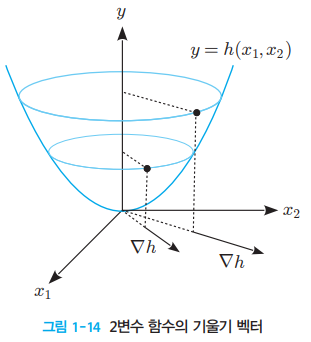 y
y = h(x₁, x₂)
x₂
∇h
∇h
x₁
그림 1-14 2변수 함수의 기울기 벡터